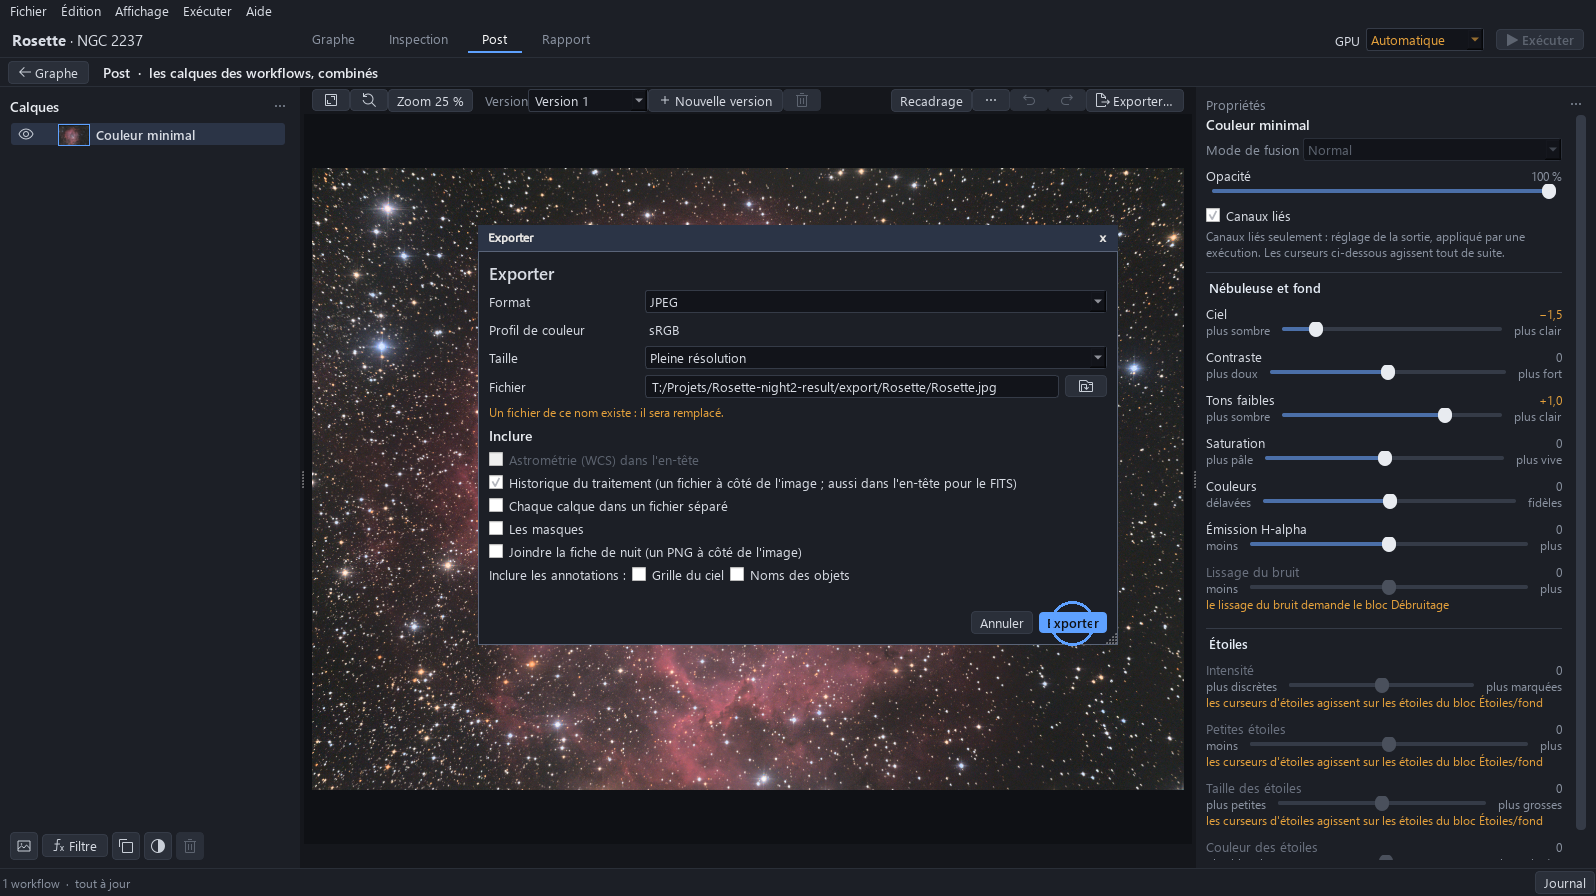 Fichier Édition Affichage Exécuter Aide
Rosette · NGC 2237
Graphe Inspection Post Rapport
GPU Automatique Exécuter
Graphe Post · les calques des workflows, combinés
Calques
Couleur minimal
Zoom 25 % Version Version 1 Nouvelle version
Recadrage ... Exporter...
Exporter x
Exporter
Format JPEG
Profil de couleur sRGB
Taille Pleine résolution
Fichier T:/Projets/Rosette-night2-result/export/Rosette/Rosette.jpg
Un fichier de ce nom existe : il sera remplacé.
Inclure
Astrométrie (WCS) dans l'en-tête
Historique du traitement (un fichier à côté de l'image ; aussi dans l'en-tête pour le FITS)
Chaque calque dans un fichier séparé
Les masques
Joindre la fiche de nuit (un PNG à côté de l'image)
Inclure les annotations : Grille du ciel Noms des objets
Annuler Exporter
Propriétés
Couleur minimal
Mode de fusion Normal
Opacité 100 %
Canaux liés
Canaux liés seulement : réglage de la sortie, appliqué par une
exécution. Les curseurs ci-dessous agissent tout de suite.
Nébuleuse et fond
Ciel −1,5
plus sombre plus clair
Contraste 0
plus doux plus fort
Tons faibles +1,0
plus sombre plus clair
Saturation 0
plus pâle plus vive
Couleurs 0
délavées fidèles
Émission H-alpha 0
moins plus
Lissage du bruit 0
moins plus
le lissage du bruit demande le bloc Débruitage
Étoiles
Intensité 0
plus discrètes plus marquées
les curseurs d'étoiles agissent sur les étoiles du bloc Étoiles/fond
Petites étoiles 0
moins plus
les curseurs d'étoiles agissent sur les étoiles du bloc Étoiles/fond
Taille des étoiles 0
plus petites plus grosses
les curseurs d'étoiles agissent sur les étoiles du bloc Étoiles/fond
Couleur des étoiles 0
fx Filtre
1 workflow · tout à jour
Journal